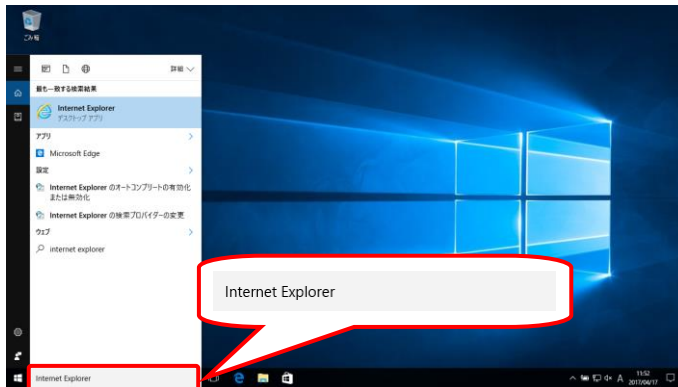 ごみ箱
詳細
最も一致する検索結果
Internet Explorer
デスクトップ アプリ
アプリ
Microsoft Edge
設定
Internet Explorer のオートコンプリートの有効化
または無効化
Internet Explorer の検索プロバイダーの変更
ウェブ
internet explorer
Internet Explorer
Internet Explorer
A
11:52
2017/04/17